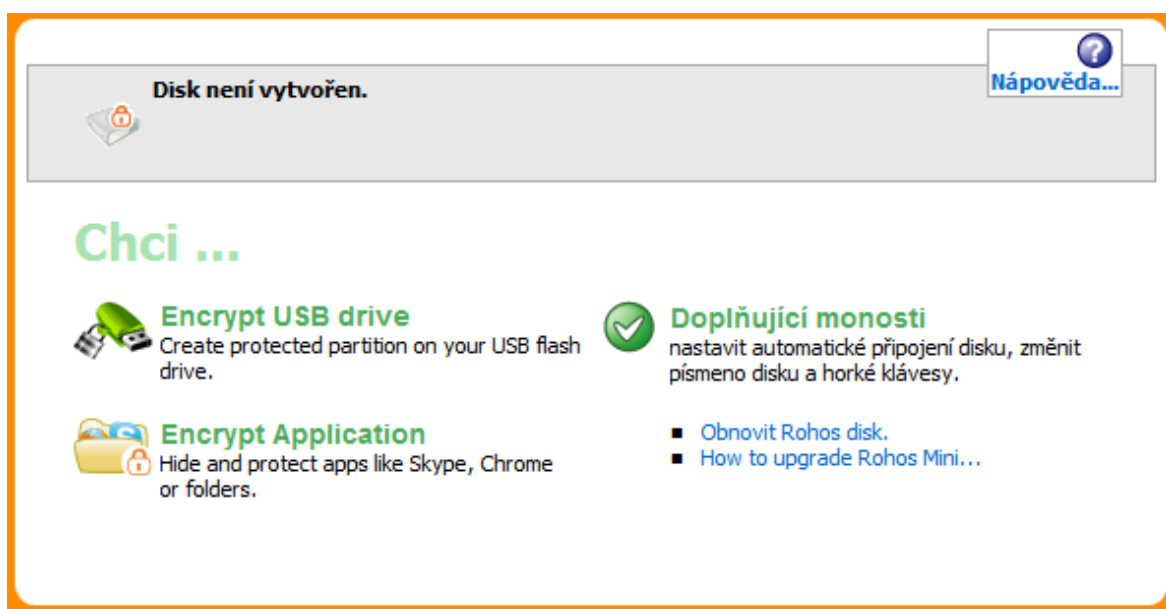 Nápověda...
Disk není vytvořen.
Chci ...
Encrypt USB drive
Create protected partition on your USB flash
drive.
Encrypt Application
Hide and protect apps like Skype, Chrome
or folders.
Doplňující monosti
nastavit automatické připojení disku, změnit
písmeno disku a horké klávesy.
Obnovit Rohos disk.
How to upgrade Rohos Mini...